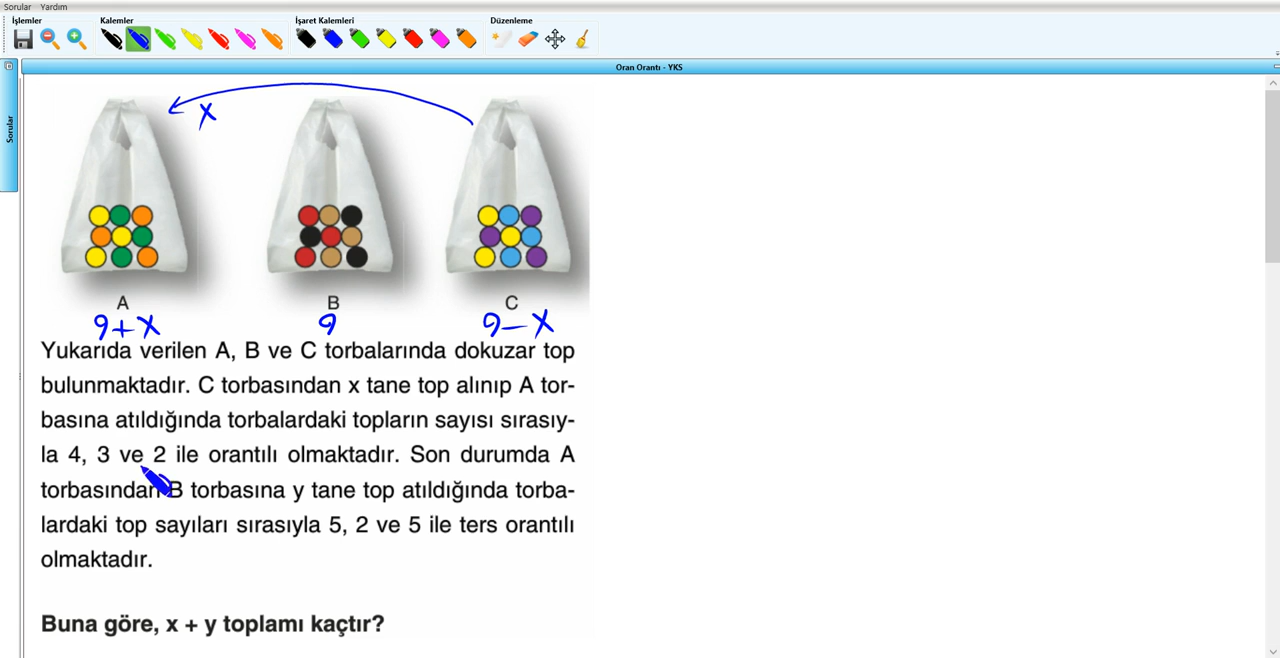 Sorular Yardım
İşlemler Kalemler İşaret Kalemleri Düzenleme
Oran Orantı - YKS
Sorular
x
A B C
9+x 9 9-x
Yukarıda verilen A, B ve C torbalarında dokuzar top
bulunmaktadır. C torbasından x tane top alınıp A tor-
basına atıldığında torbalardaki topların sayısı sırasıy-
la 4, 3 ve 2 ile orantılı olmaktadır. Son durumda A
torbasından B torbasına y tane top atıldığında torba-
lardaki top sayıları sırasıyla 5, 2 ve 5 ile ters orantılı
olmaktadır.
Buna göre, x + y toplamı kaçtır?